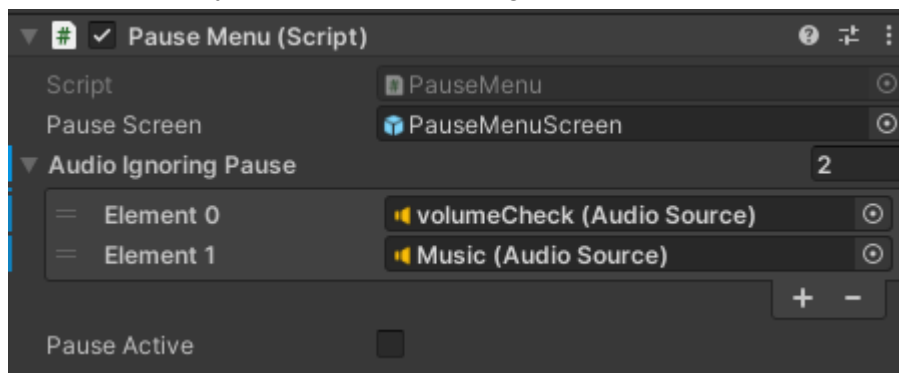 Pause Menu (Script)
Script PauseMenu
Pause Screen PauseMenuScreen
Audio Ignoring Pause 2
Element 0 volumeCheck (Audio Source)
Element 1 Music (Audio Source)
Pause Active